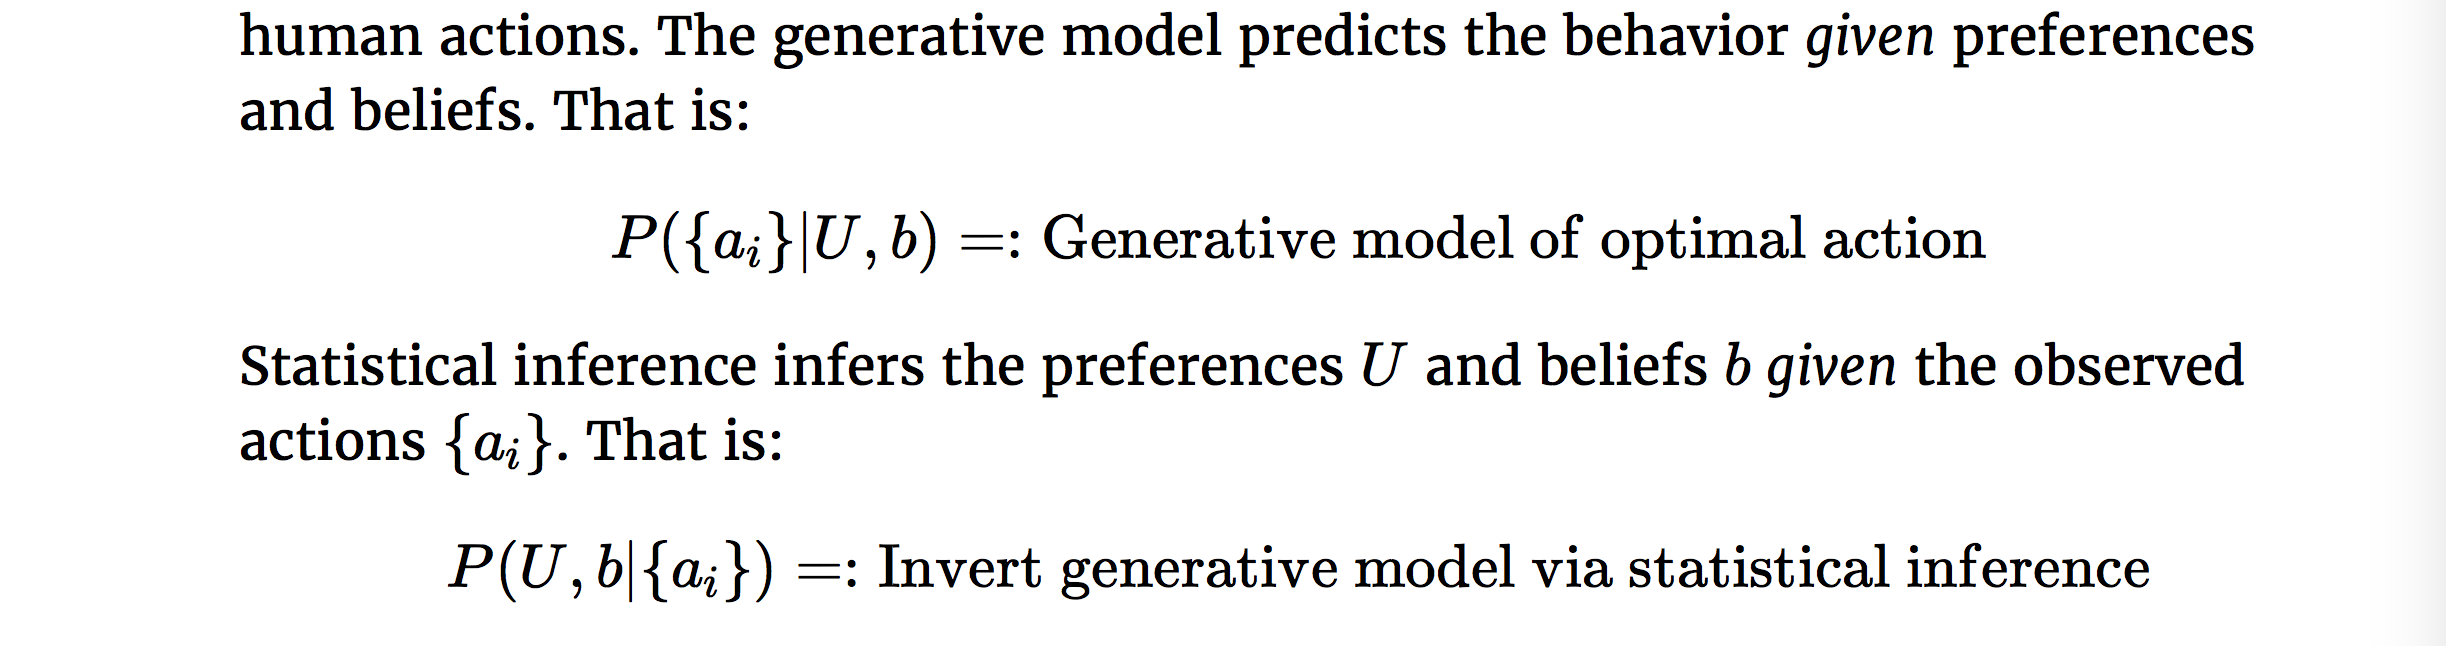 human actions. The generative model predicts the behavior given preferences
and beliefs. That is:
P({a_i}|U, b) =: Generative model of optimal action
Statistical inference infers the preferences U and beliefs b given the observed
actions {a_i}. That is:
P(U, b|{a_i}) =: Invert generative model via statistical inference